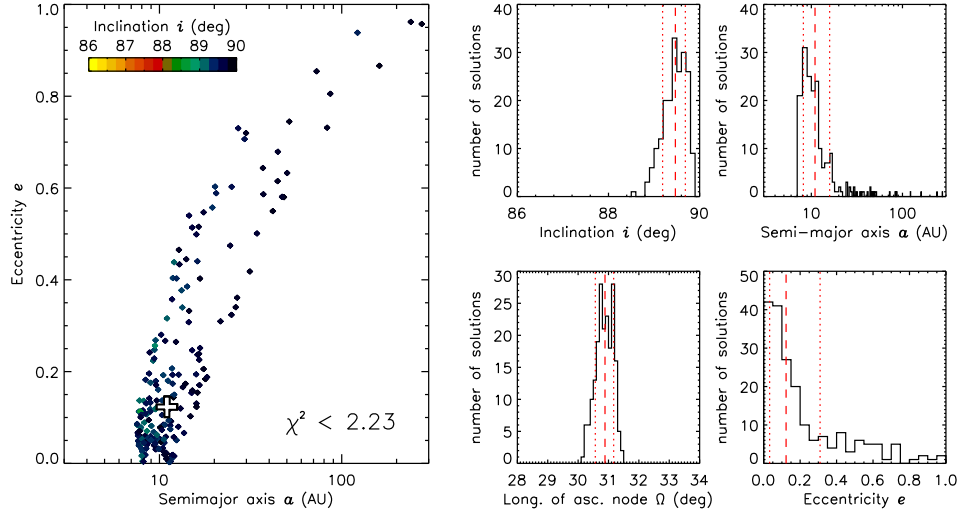 Inclination i (deg)
86 87 88 89 90
1.0
0.8
0.6
0.4
0.2
0.0
Eccentricity e
χ² < 2.23
10 100
Semimajor axis a (AU)
number of solutions
40
30
20
10
0
86 88 90
Inclination i (deg)
number of solutions
40
30
20
10
0
10 100
Semi-major axis a (AU)
number of solutions
30
25
20
15
10
5
0
28 29 30 31 32 33 34
Long. of asc. node Ω (deg)
number of solutions
50
40
30
20
10
0
0.0 0.2 0.4 0.6 0.8 1.0
Eccentricity e